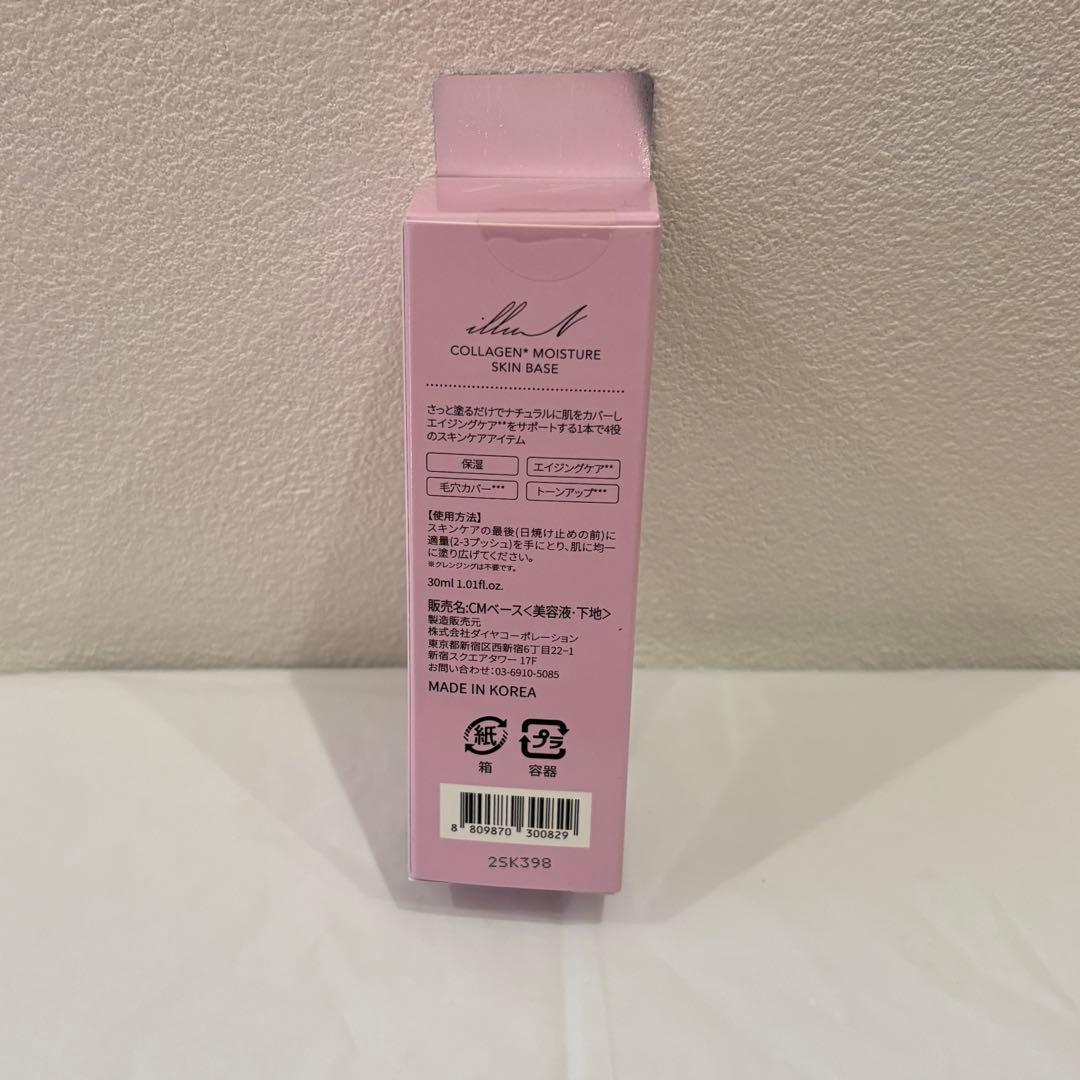 illuN
COLLAGEN* MOISTURE
SKIN BASE
さっと塗るだけでナチュラルに肌をカバーし
エイジングケア**をサポートする1本で4役
のスキンケアアイテム
保湿 エイジングケア**
毛穴カバー*** トーンアップ***
【使用方法】
スキンケアの最後(日焼け止めの前)に
適量(2-3プッシュ)を手にとり、肌に均一
に塗り広げてください。
※クレンジングは不要です。
30ml 1.01fl.oz.
販売名:CMベース<美容液・下地>
製造販売元
株式会社ダイヤコーポレーション
東京都新宿区西新宿6丁目22-1
新宿スクエアタワー 17F
お問い合わせ:03-6910-5085
MADE IN KOREA
紙 プラ
箱 容器
8 809870 300829
2SK398